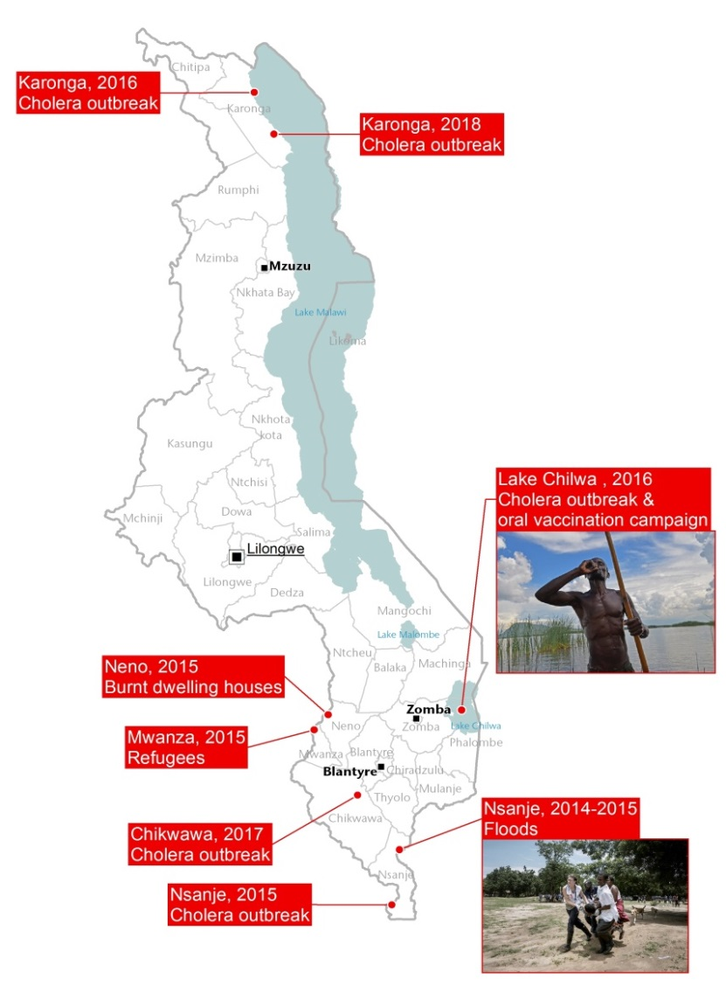 Chitipa
Karonga, 2016
Cholera outbreak
Karonga
Karonga, 2018
Cholera outbreak
Rumphi
Mzimba
Mzuzu
Nkhata Bay
Lake Malawi
Likoma
Nkhota
kota
Kasungu
Ntchisi
Lake Chilwa , 2016
Cholera outbreak &
oral vaccination campaign
Mchinji
Dowa
Salima
Lilongwe
Lilongwe
Dedza
Mangochi
Lake Malombe
Ntcheu
Balaka
Machinga
Neno, 2015
Burnt dwelling houses
Zomba
Zomba
Lake Chilwa
Neno
Phalombe
Mwanza, 2015
Refugees
Mwanza
Blantyre
Blantyre
Chiradzulu
Mulanje
Thyolo
Chikwawa
Nsanje, 2014-2015
Floods
Chikwawa, 2017
Cholera outbreak
Nsanje
Nsanje, 2015
Cholera outbreak